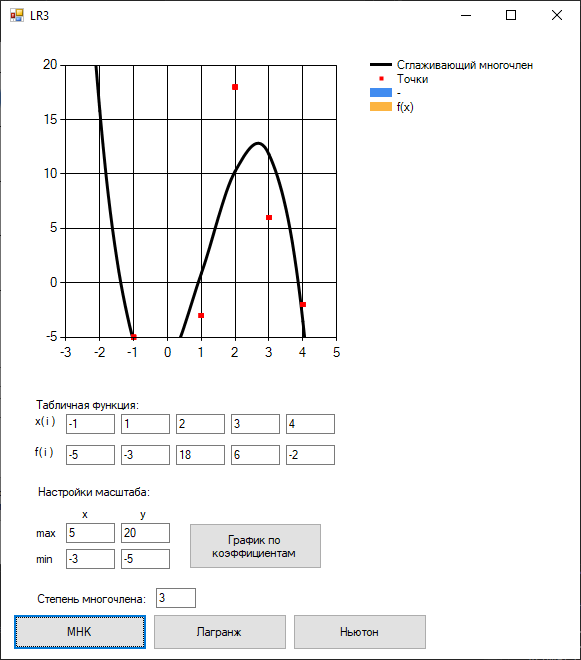 LR3
Сглаживающий многочлен
Точки
-
f(x)
20
15
10
5
0
-5
-3 -2 -1 0 1 2 3 4 5
Табличная функция:
x(i) -1 1 2 3 4
f(i) -5 -3 18 6 -2
Настройки масштаба:
x y
max 5 20
min -3 -5
График по
коэффициентам
Степень многочлена: 3
МНК Лагранж Ньютон